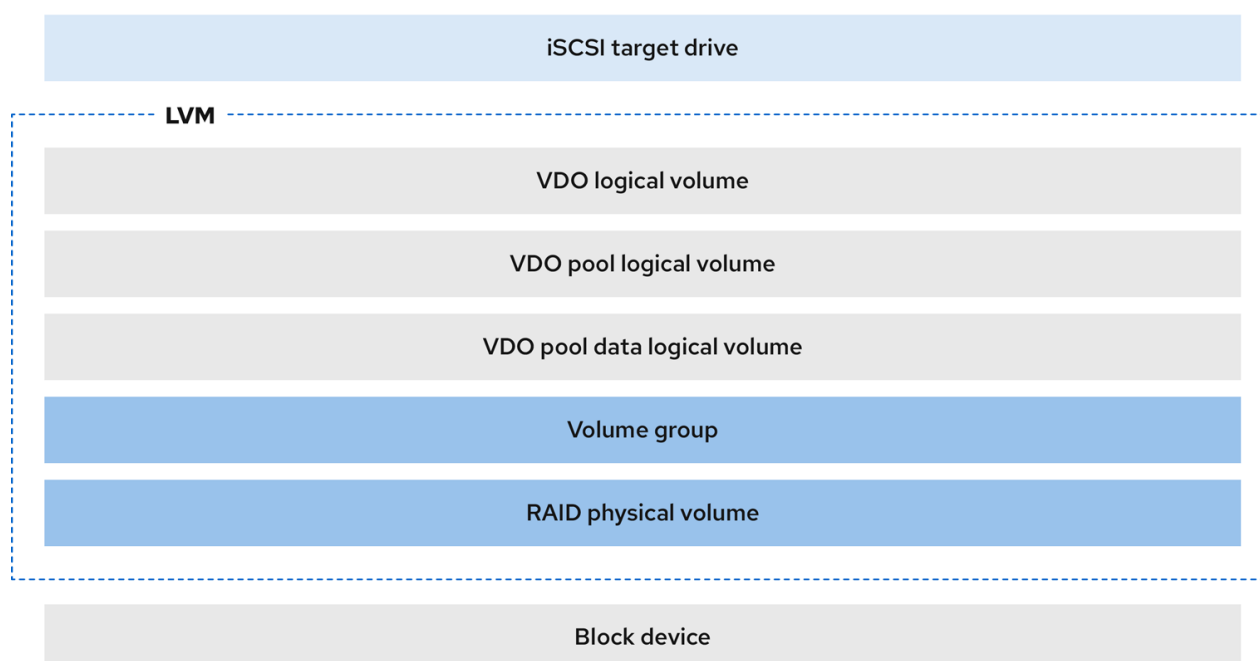 iSCSI target drive
LVM
VDO logical volume
VDO pool logical volume
VDO pool data logical volume
Volume group
RAID physical volume
Block device